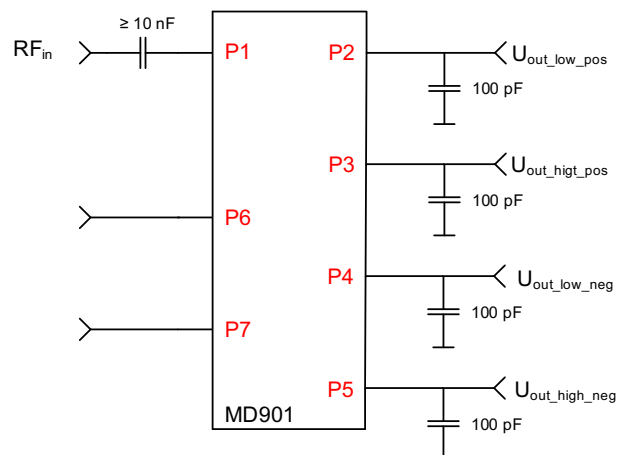 ≥ 10 nF
RFin P1 P2 Uout_low_pos
100 pF
P3 Uout_higt_pos
100 pF
P6
P4 Uout_low_neg
100 pF
P7
P5 Uout_high_neg
MD901 100 pF